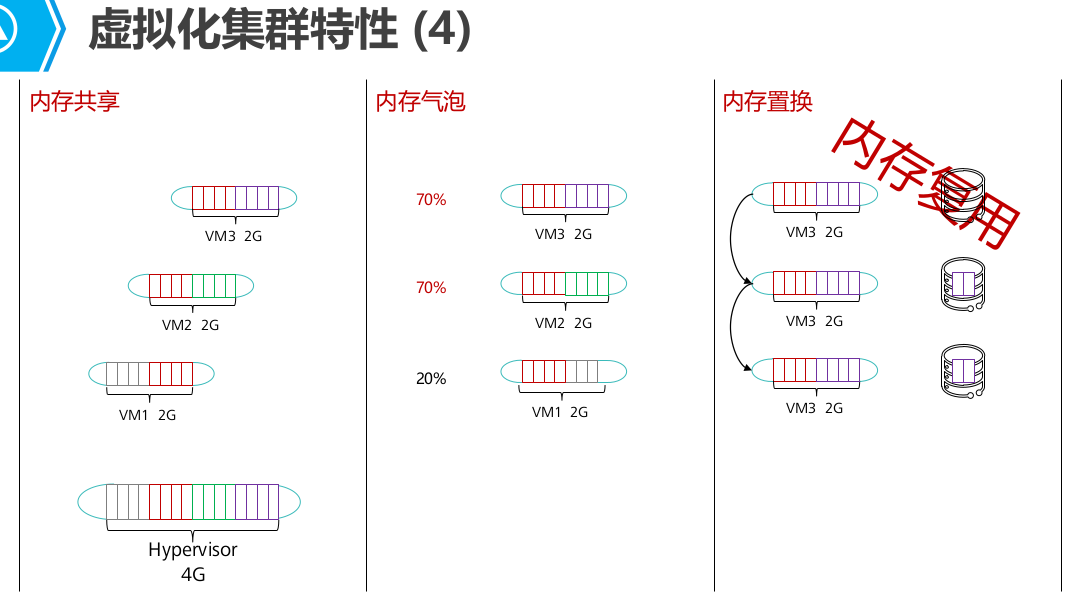 虚拟化集群特性 (4)
内存共享
VM3 2G
VM2 2G
VM1 2G
Hypervisor
4G
内存气泡
70%
VM3 2G
70%
VM2 2G
20%
VM1 2G
内存置换
内存复用
VM3 2G
VM3 2G
VM3 2G